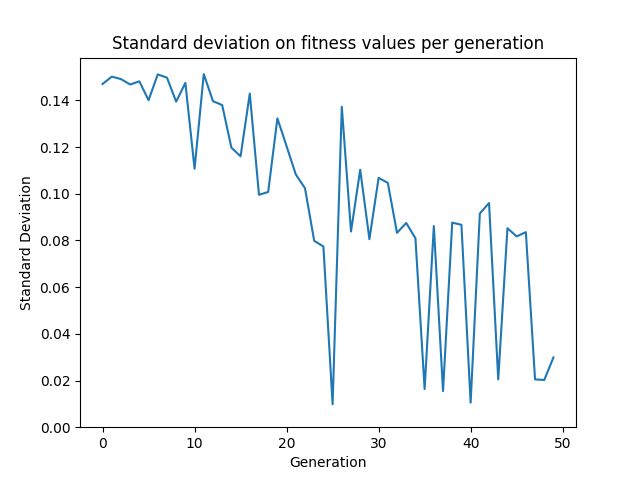 Standard deviation on fitness values per generation
0.14
0.12
0.10
0.08
0.06
0.04
0.02
0.00
Standard Deviation
0 10 20 30 40 50
Generation